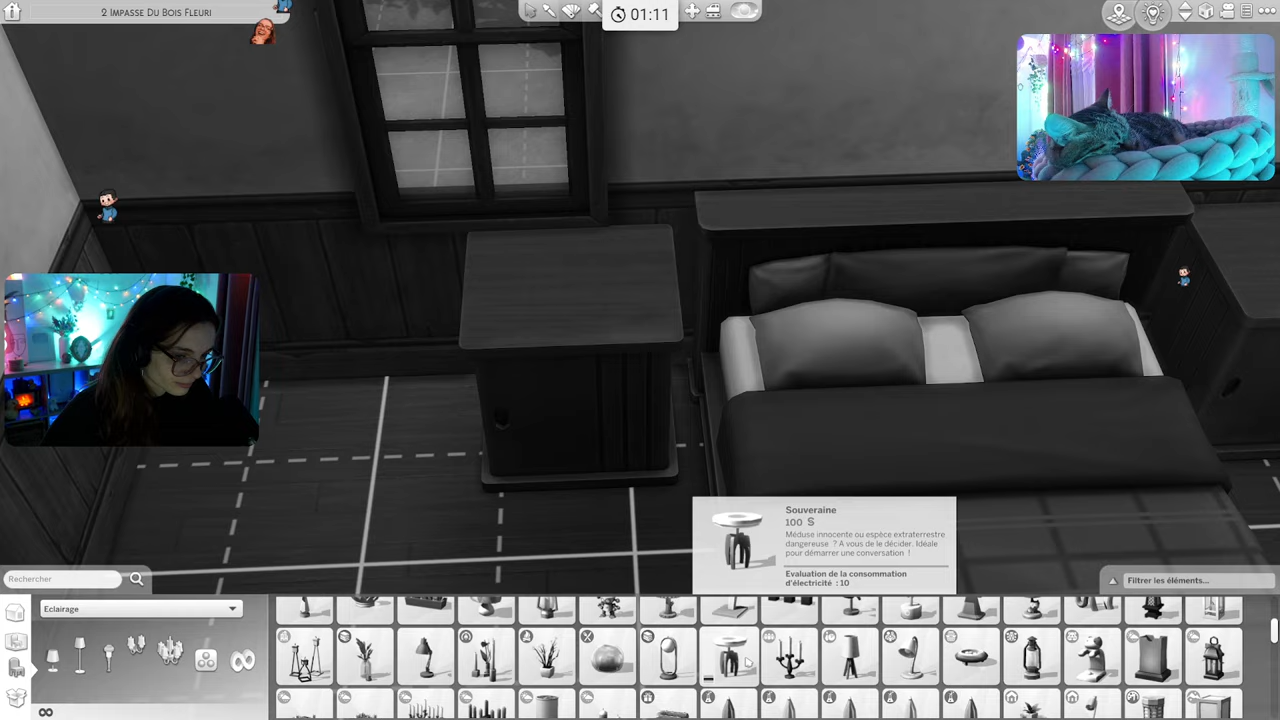 2 Impasse Du Bois Fleuri
01:11
Souveraine
100 §
Méduse innocente ou espèce extraterrestre
dangereuse ? A vous de le décider. Idéale
pour démarrer une conversation !
Evaluation de la consommation
d'électricité : 10
Rechercher
Filtrer les éléments...
Eclairage